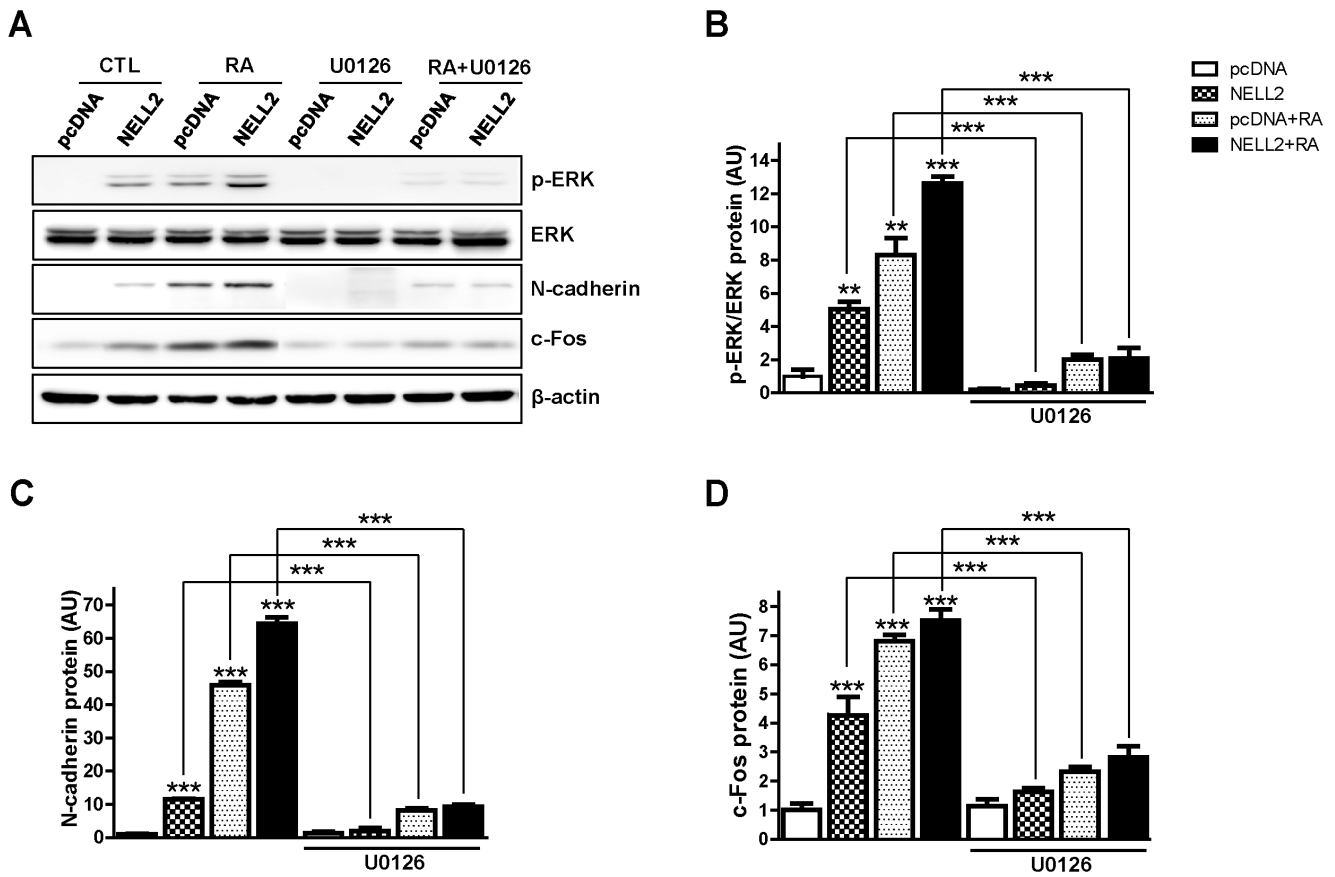 A
CTL RA U0126 RA+U0126
pcDNA NELL2 pcDNA NELL2 pcDNA NELL2 pcDNA NELL2
p-ERK
ERK
N-cadherin
c-Fos
β-actin
B
pcDNA
NELL2
pcDNA+RA
NELL2+RA
***
***
***
***
**
**
p-ERK/ERK protein (AU)
14
12
10
8
6
4
2
0
U0126
C
***
***
***
***
***
***
N-cadherin protein (AU)
70
60
50
40
30
20
10
0
U0126
D
***
***
***
***
***
***
c-Fos protein (AU)
8
7
6
5
4
3
2
1
0
U0126